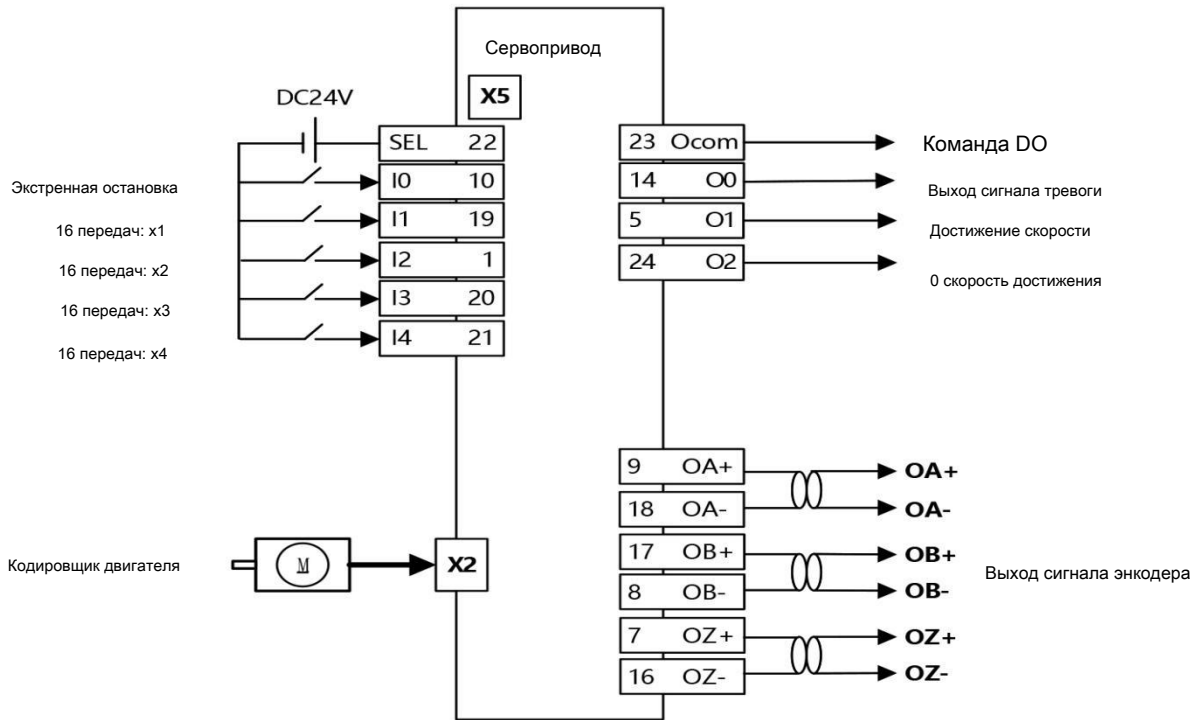 Сервопривод
X5
DC24V
SEL 22
I0 10
I1 19
I2 1
I3 20
I4 21
Экстренная остановка
16 передач: x1
16 передач: x2
16 передач: x3
16 передач: x4
23 Ocom
14 O0
5 O1
24 O2
Команда DO
Выход сигнала тревоги
Достижение скорости
0 скорость достижения
Кодировщик двигателя
M
X2
9 OA+
18 OA-
17 OB+
8 OB-
7 OZ+
16 OZ-
OA+
OA-
OB+
OB-
OZ+
OZ-
Выход сигнала энкодера